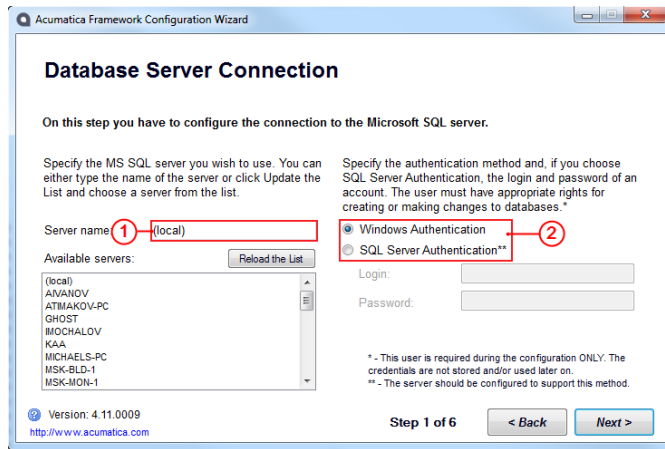 Acumatica Framework Configuration Wizard
Database Server Connection
On this step you have to configure the connection to the Microsoft SQL server.
Specify the MS SQL server you wish to use. You can
either type the name of the server or click Update the
List and choose a server from the list.
Server name:
1
(local)
Available servers:
Reload the List
(local)
AIVANOV
ATIMAKOV-PC
GHOST
IMOCHALOV
KAA
MICHAELS-PC
MSK-BLD-1
MSK-MON-1
Specify the authentication method and, if you choose
SQL Server Authentication, the login and password of an
account. The user must have appropriate rights for
creating or making changes to databases.*
Windows Authentication
2
SQL Server Authentication**
Login:
Password:
* - This user is required during the configuration ONLY. The
credentials are not stored and/or used later on.
** - The server should be configured to support this method.
Version: 4.11.0009
http://www.acumatica.com
Step 1 of 6
< Back
Next >